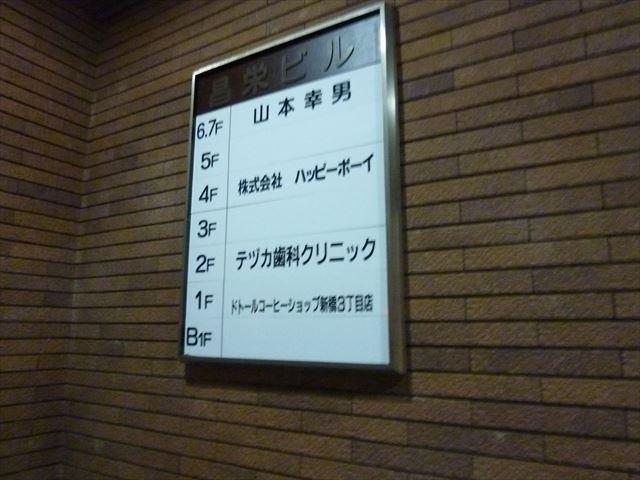 昌栄ビル
6.7F 山本幸男
5F
4F 株式会社 ハッピーボーイ
3F
2F テヅカ歯科クリニック
1F ドトールコーヒーショップ新橋3丁目店
B1F